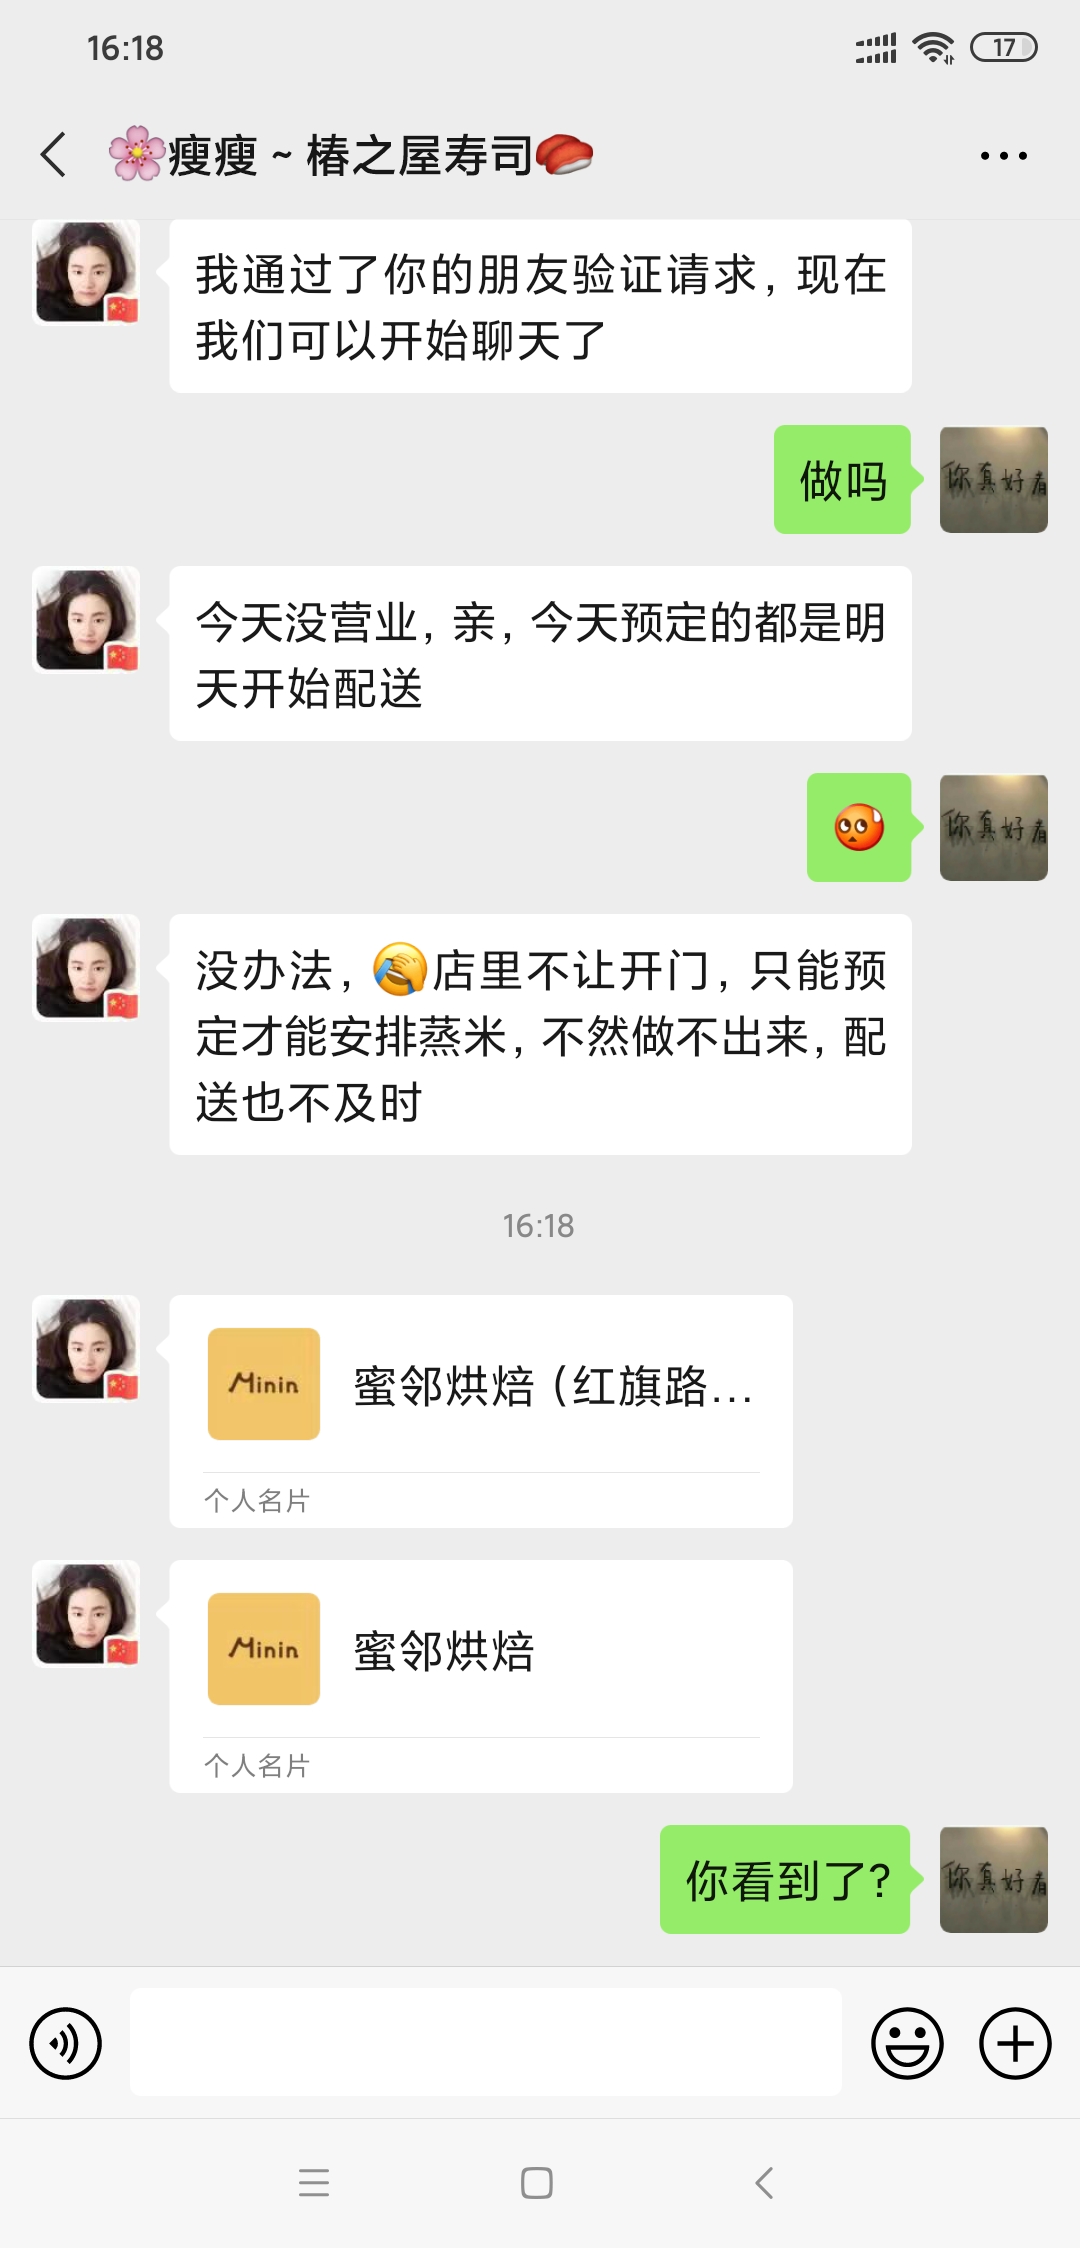 16:18
17
🌸瘦瘦~椿之屋寿司🍣
我通过了你的朋友验证请求，现在
我们可以开始聊天了
做吗
你真好看
今天没营业，亲，今天预定的都是明
天开始配送
你真好看
没办法，🤦店里不让开门，只能预
定才能安排蒸米，不然做不出来，配
送也不及时
16:18
Minin
蜜邻烘焙（红旗路...
个人名片
Minin
蜜邻烘焙
个人名片
你看到了?
你真好看